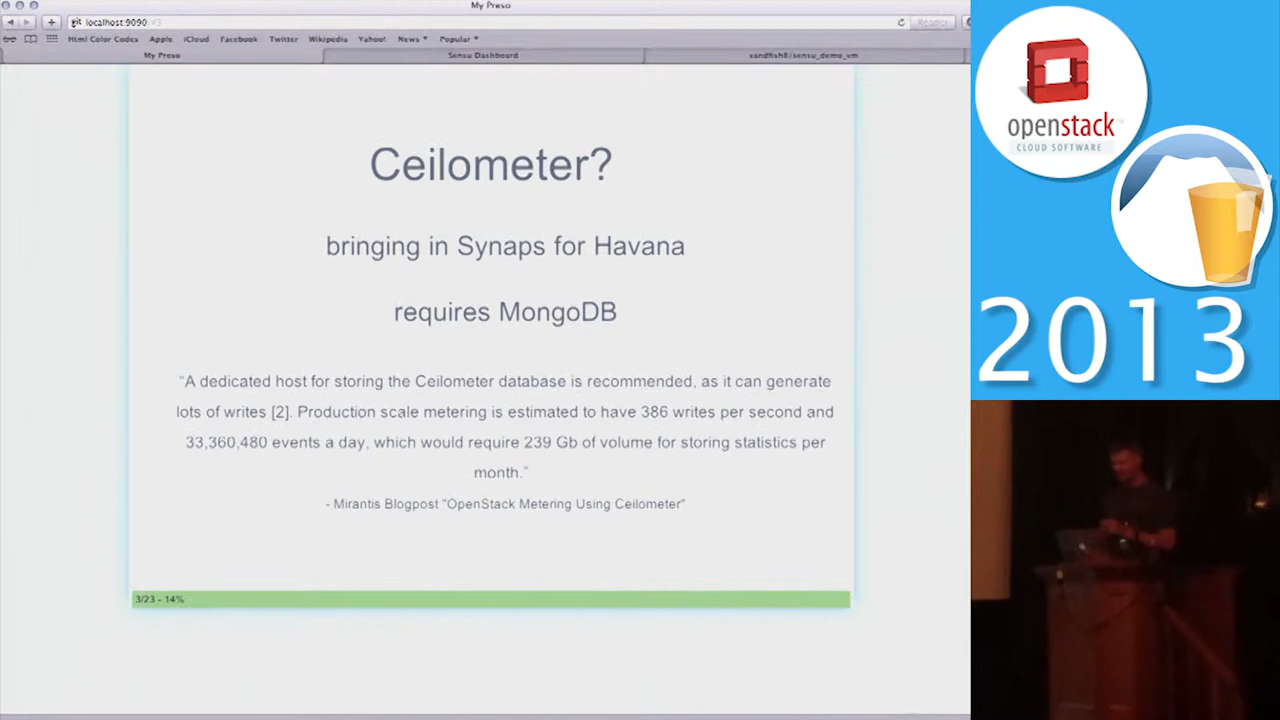 My Preso
localhost:9090
Reader
Html Color Codes Apple iCloud Facebook Twitter Wikipedia Yahoo! News Popular
My Preso Sensu Dashboard sandfish8/sensu_demo_vm
Ceilometer?
bringing in Synaps for Havana
requires MongoDB
"A dedicated host for storing the Ceilometer database is recommended, as it can generate
lots of writes [2]. Production scale metering is estimated to have 386 writes per second and
33,360,480 events a day, which would require 239 Gb of volume for storing statistics per
month."
- Mirantis Blogpost "OpenStack Metering Using Ceilometer"
3/23 - 14%
openstack
CLOUD SOFTWARE
2013